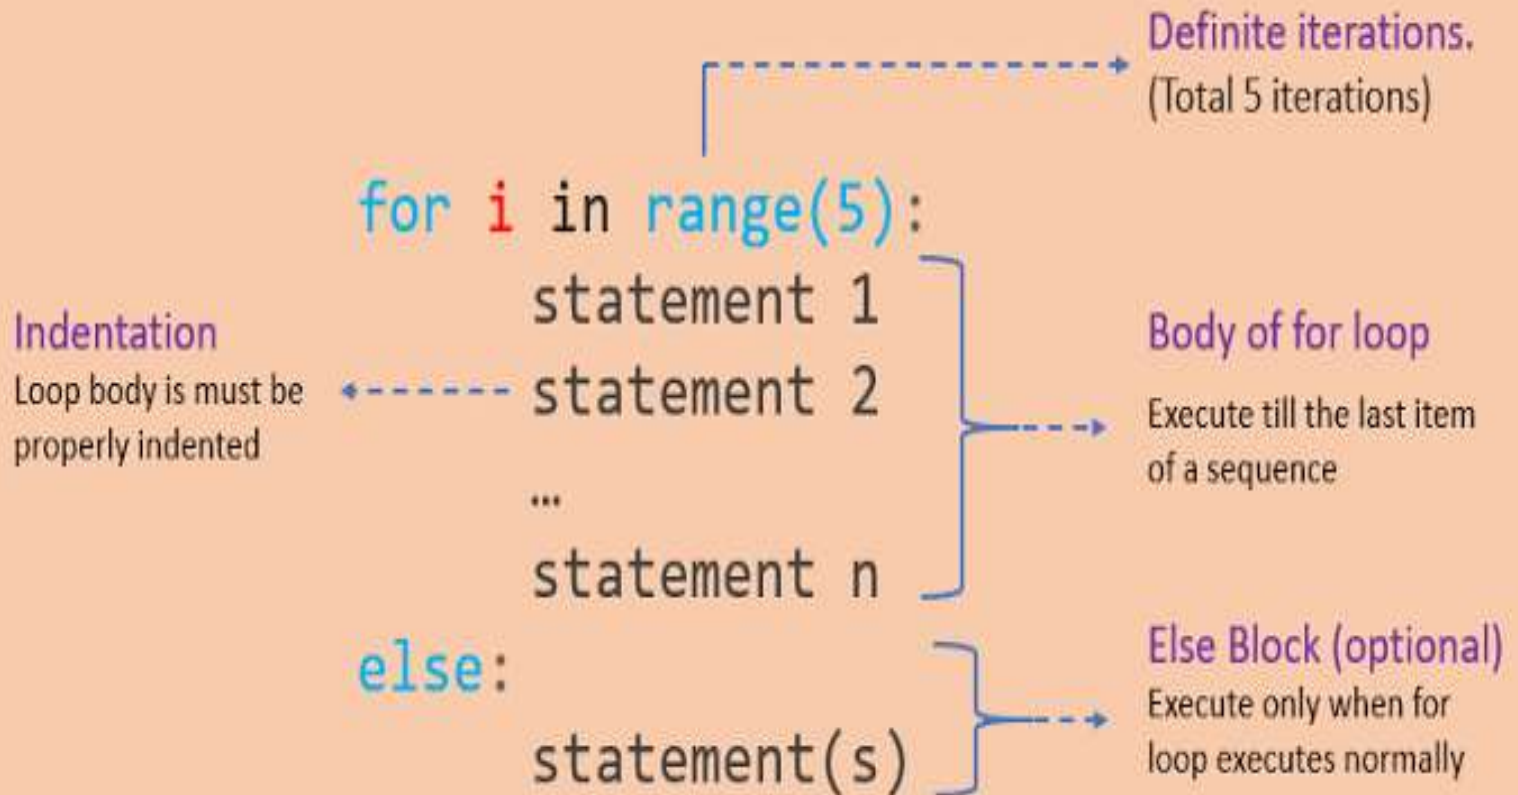 Definite iterations.
(Total 5 iterations)
for i in range(5):
statement 1
statement 2
…
statement n
else:
statement(s)
Indentation
Loop body is must be
properly indented
Body of for loop
Execute till the last item
of a sequence
Else Block (optional)
Execute only when for
loop executes normally